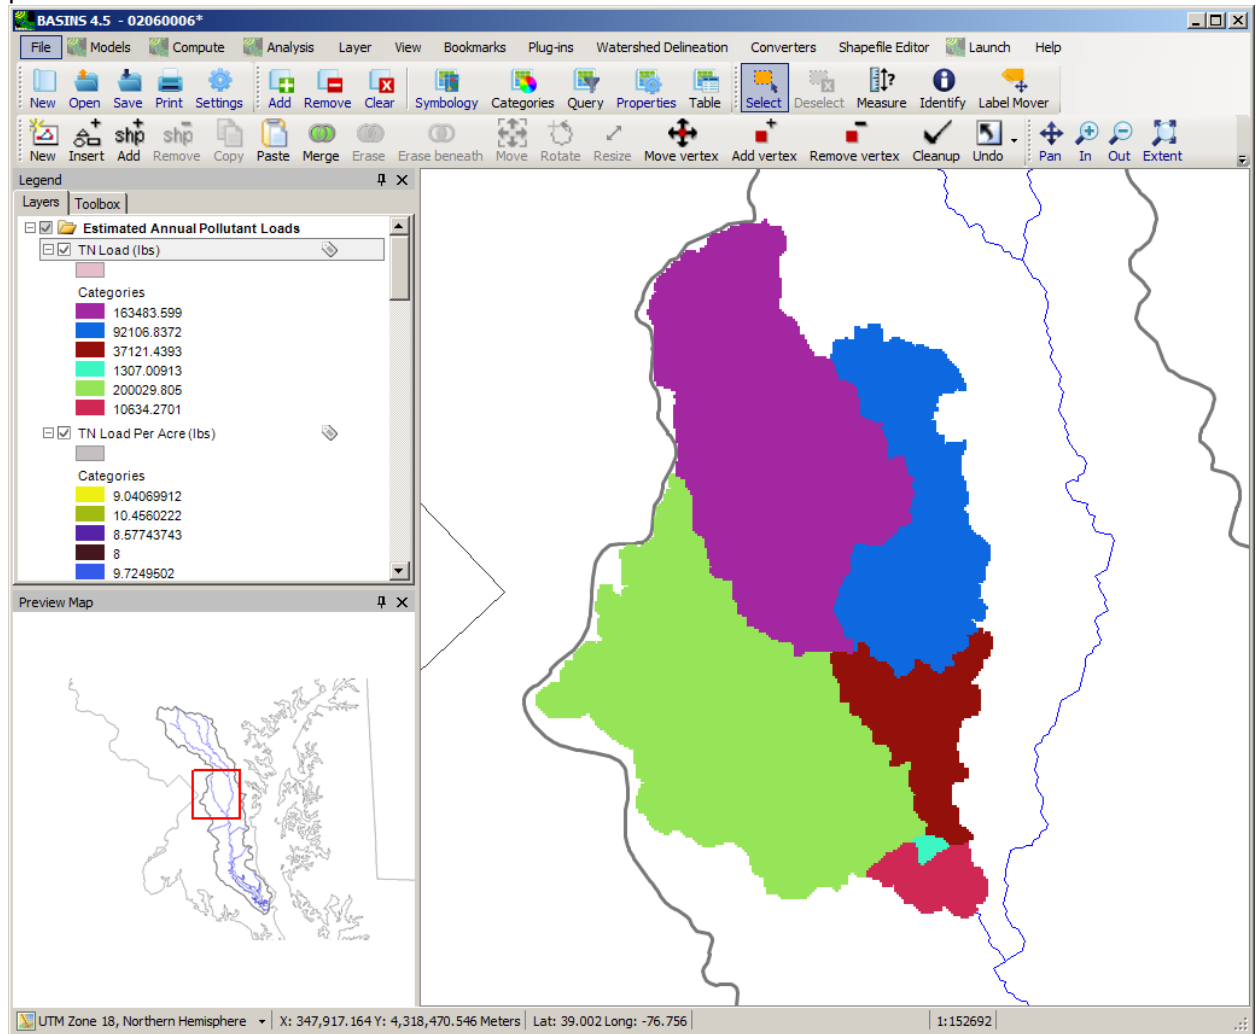 BASINS 4.5 - 02060006*
File Models Compute Analysis Layer View Bookmarks Plug-ins Watershed Delineation Converters Shapefile Editor Launch Help
New Open Save Print Settings Add Remove Clear Symbology Categories Query Properties Table Select Deselect Measure Identify Label Mover
New Insert Add Remove Copy Paste Merge Erase Erase beneath Move Rotate Resize Move vertex Add vertex Remove vertex Cleanup Undo Pan In Out Extent
Legend
Layers Toolbox
Estimated Annual Pollutant Loads
TN Load (lbs)
Categories
163483.599
92106.8372
37121.4393
1307.00913
200029.805
10634.2701
TN Load Per Acre (lbs)
Categories
9.04069912
10.4560222
8.57743743
8
9.7249502
Preview Map
UTM Zone 18, Northern Hemisphere X: 347,917.164 Y: 4,318,470.546 Meters Lat: 39.002 Long: -76.756 1:152692